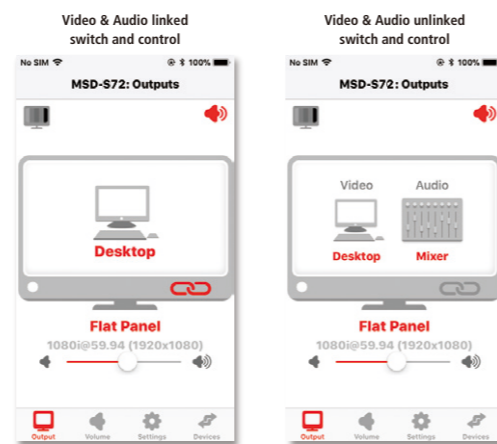 Video & Audio linked
switch and control
No SIM 100%
MSD-S72: Outputs
Desktop
Flat Panel
1080i@59.94 (1920x1080)
Output Volume Settings Devices
Video & Audio unlinked
switch and control
No SIM 100%
MSD-S72: Outputs
Video Audio
Desktop Mixer
Flat Panel
1080i@59.94 (1920x1080)
Output Volume Settings Devices